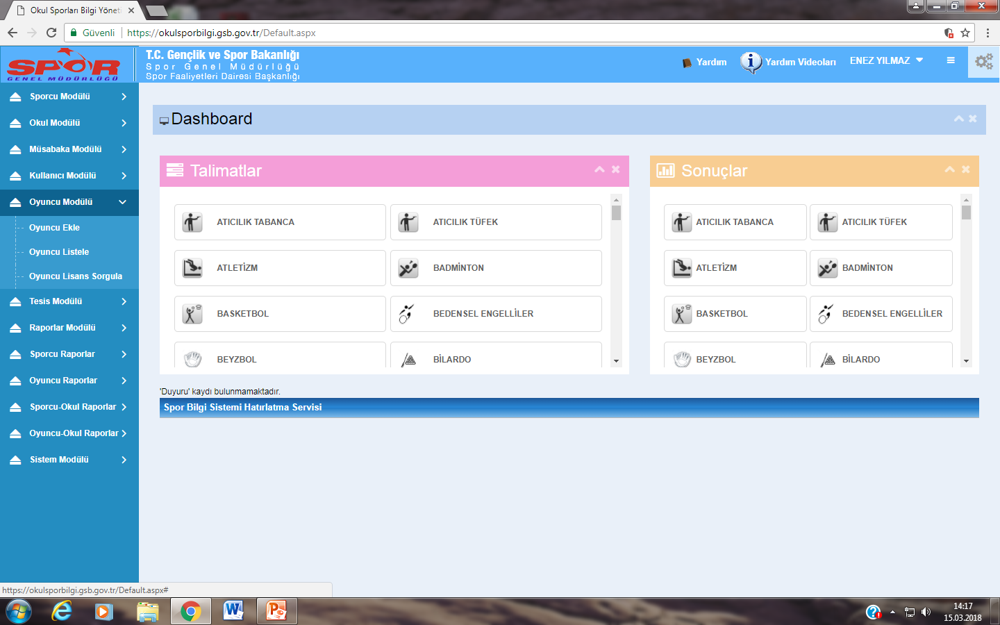 Okul Sporları Bilgi Yöneti
Güvenli
https://okulsporbilgi.gsb.gov.tr/Default.aspx
SPOR
GENEL MÜDÜRLÜĞÜ
T.C. Gençlik ve Spor Bakanlığı
Spor Genel Müdürlüğü
Spor Faaliyetleri Dairesi Başkanlığı
Yardım
Yardım Videoları
ENEZ YILMAZ
Sporcu Modülü
Okul Modülü
Müsabaka Modülü
Kullanıcı Modülü
Oyuncu Modülü
Oyuncu Ekle
Oyuncu Listele
Oyuncu Lisans Sorgula
Tesis Modülü
Raporlar Modülü
Sporcu Raporlar
Oyuncu Raporlar
Sporcu-Okul Raporlar
Oyuncu-Okul Raporlar
Sistem Modülü
Dashboard
Talimatlar
ATICILIK TABANCA
ATICILIK TÜFEK
ATLETİZM
BADMİNTON
BASKETBOL
BEDENSEL ENGELLİLER
BEYZBOL
BİLARDO
Sonuçlar
ATICILIK TABANCA
ATICILIK TÜFEK
ATLETİZM
BADMİNTON
BASKETBOL
BEDENSEL ENGELLİLER
BEYZBOL
BİLARDO
'Duyuru' kaydı bulunmamaktadır.
Spor Bilgi Sistemi Hatırlatma Servisi
https://okulsporbilgi.gsb.gov.tr/Default.aspx#
14:17
15.03.2018